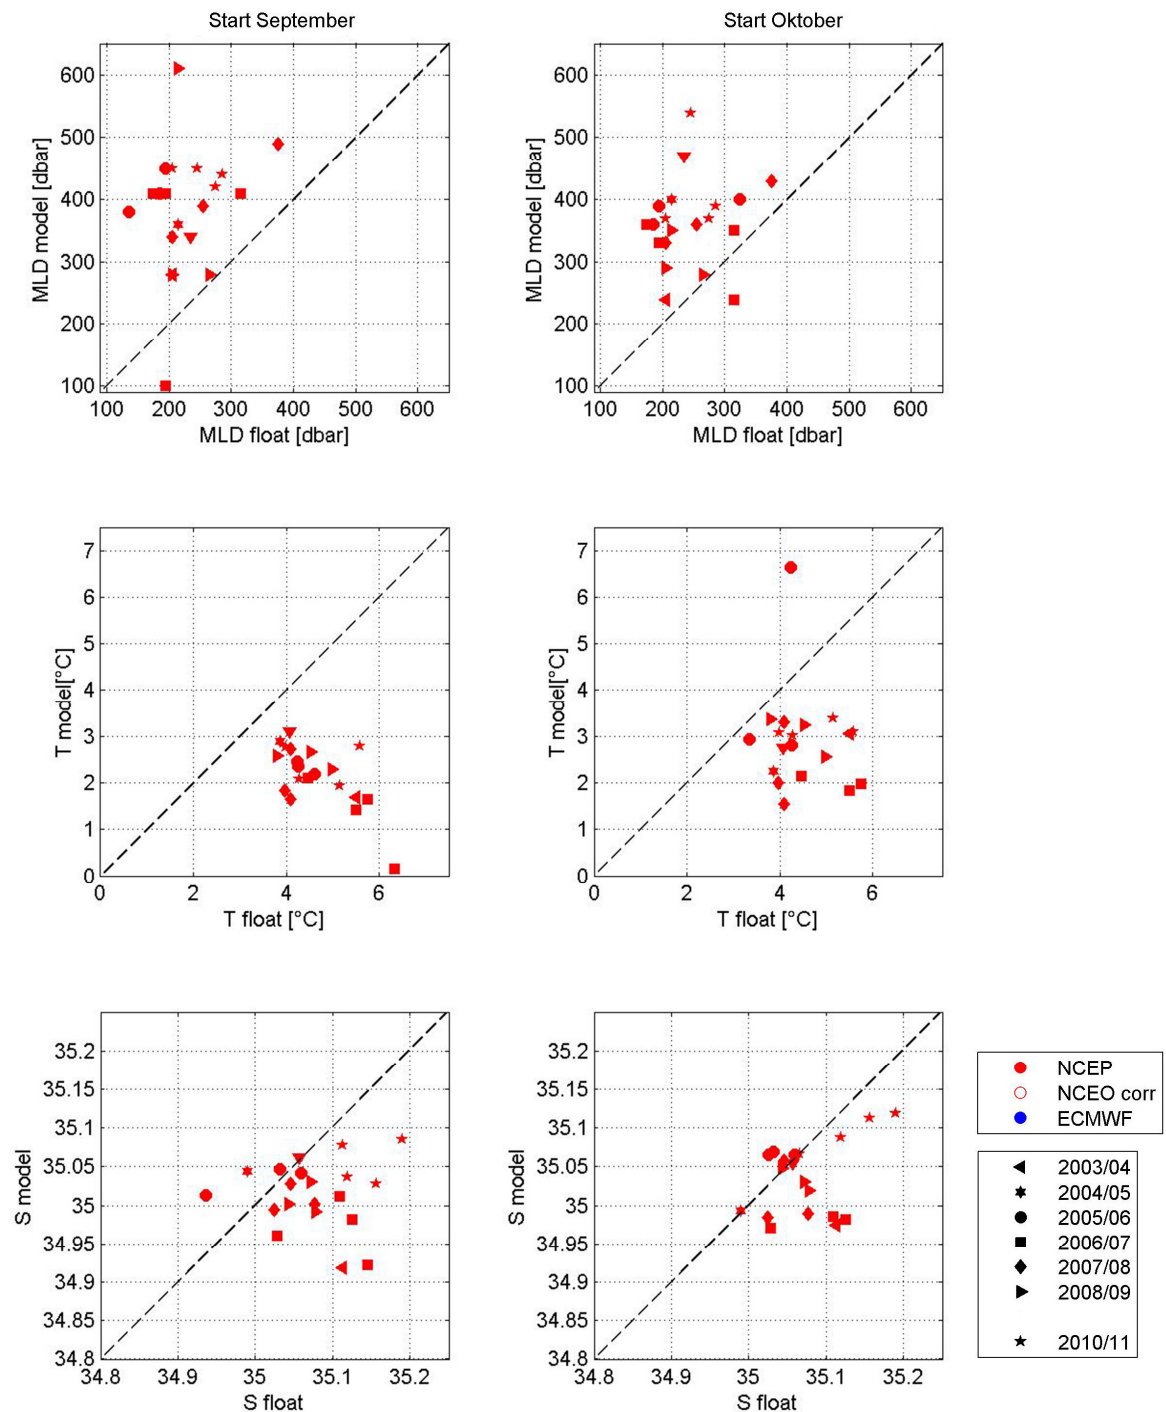 Start September
Start Oktober
600
500
400
300
200
100
MLD model [dbar]
100 200 300 400 500 600
MLD float [dbar]
600
500
400
300
200
100
MLD model [dbar]
100 200 300 400 500 600
MLD float [dbar]
7
6
5
4
3
2
1
0
T model[°C]
0 2 4 6
T float [°C]
7
6
5
4
3
2
1
0
T model[°C]
0 2 4 6
T float [°C]
35.2
35.15
35.1
35.05
35
34.95
34.9
34.85
34.8
S model
34.8 34.9 35 35.1 35.2
S float
35.2
35.15
35.1
35.05
35
34.95
34.9
34.85
34.8
S model
34.8 34.9 35 35.1 35.2
S float
NCEP
NCEO corr
ECMWF
2003/04
2004/05
2005/06
2006/07
2007/08
2008/09
2010/11